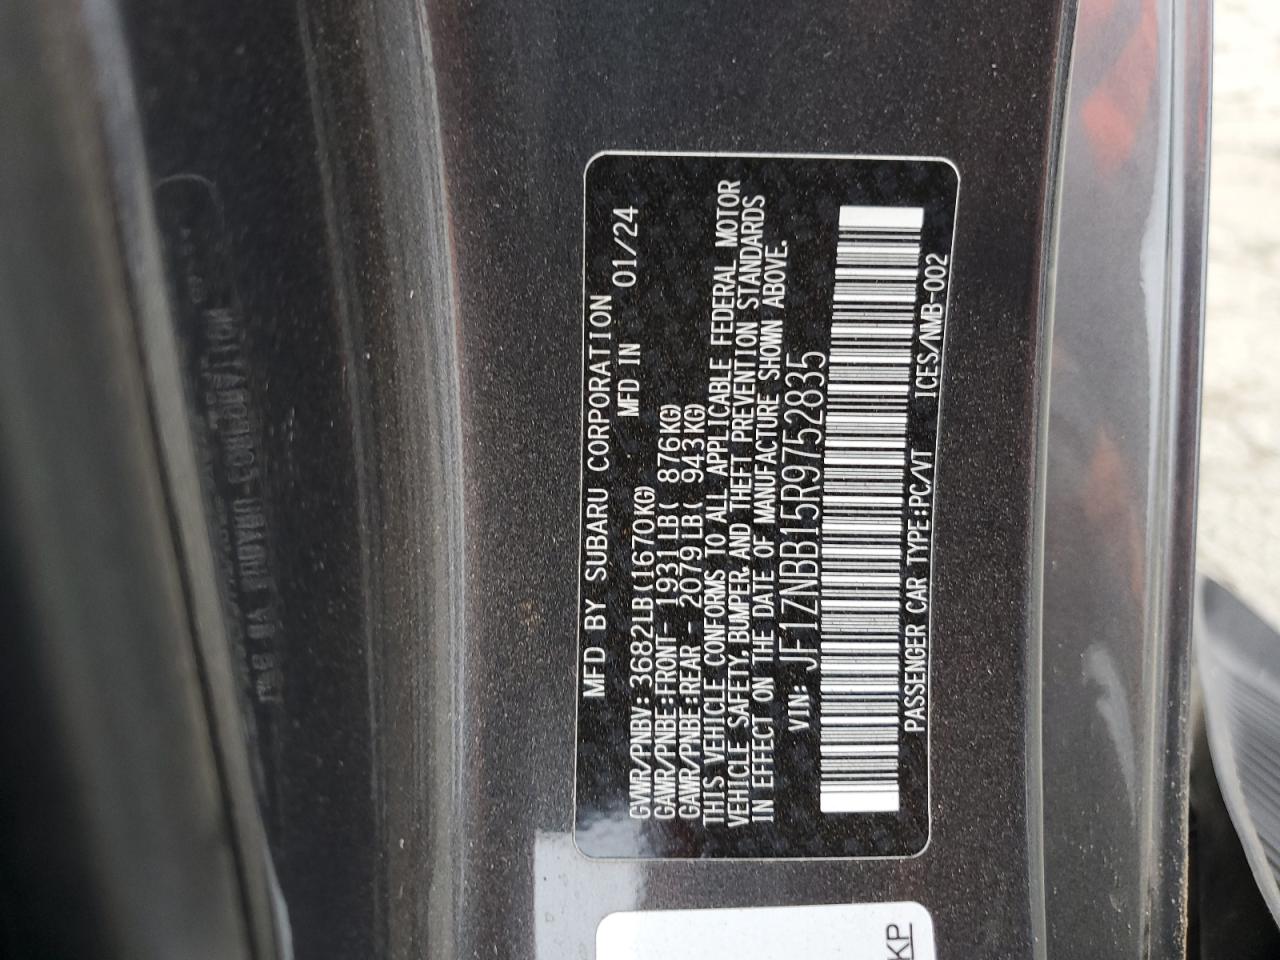 MFD BY SUBARU CORPORATION
MFD IN 01/24
GVWR/PNBV: 3682LB(1670KG)
GAWR/PNBE:FRONT- 1931LB( 876KG)
GAWR/PNBE:REAR - 2079LB( 943KG)
THIS VEHICLE CONFORMS TO ALL APPLICABLE FEDERAL MOTOR
VEHICLE SAFETY, BUMPER, AND THEFT PREVENTION STANDARDS
IN EFFECT ON THE DATE OF MANUFACTURE SHOWN ABOVE.
VIN: JF1ZNBB15R9752835
PASSENGER CAR TYPE:PC/VT ICES/NMB-002
KP